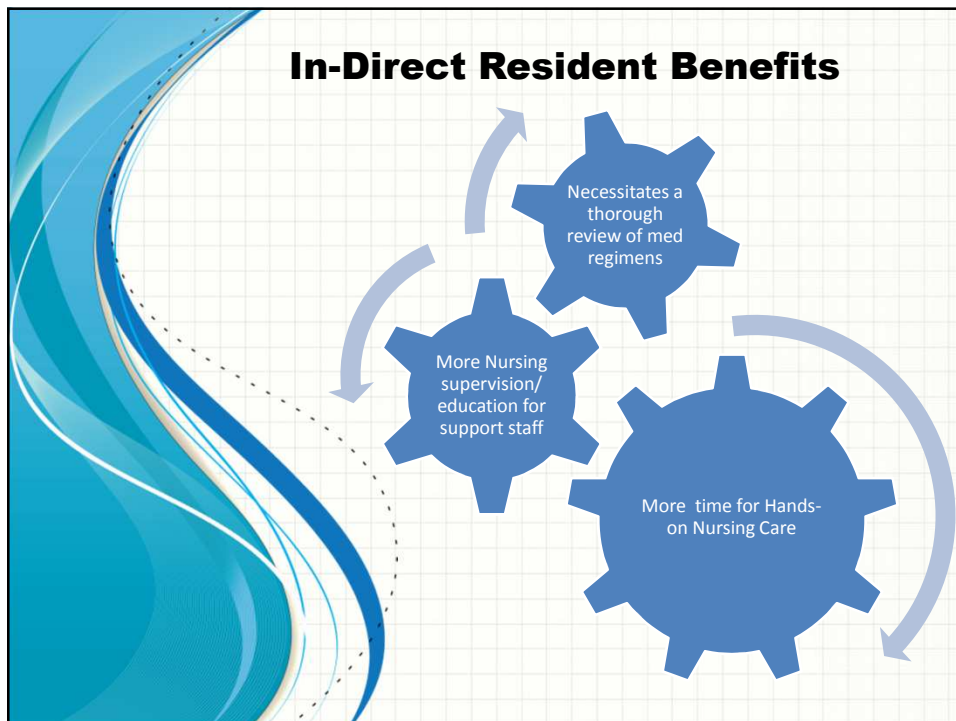 In-Direct Resident Benefits
Necessitates a
thorough
review of med
regimens
More Nursing
supervision/
education for
support staff
More time for Hands-
on Nursing Care